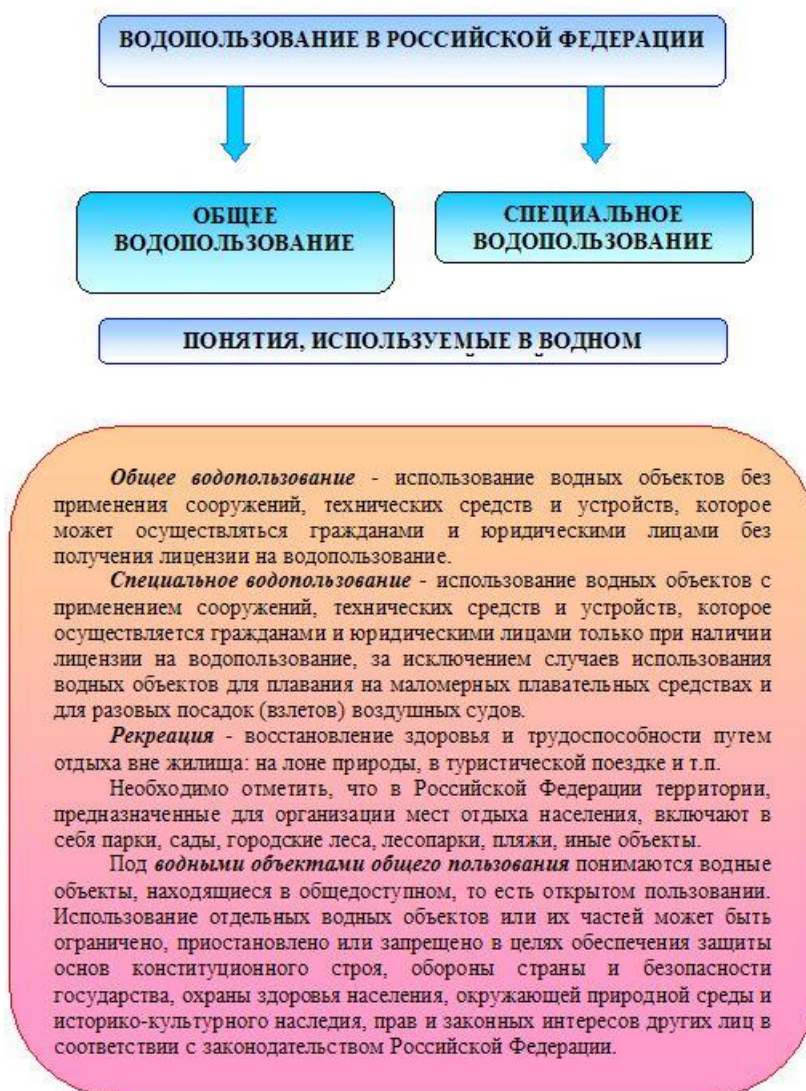 ВОДОПОЛЬЗОВАНИЕ В РОССИЙСКОЙ ФЕДЕРАЦИИ
ОБЩЕЕ
ВОДОПОЛЬЗОВАНИЕ
СПЕЦИАЛЬНОЕ
ВОДОПОЛЬЗОВАНИЕ
ПОНЯТИЯ, ИСПОЛЬЗУЕМЫЕ В ВОДНОМ
Общее водопользование - использование водных объектов без
применения сооружений, технических средств и устройств, которое
может осуществляться гражданами и юридическими лицами без
получения лицензии на водопользование.
Специальное водопользование - использование водных объектов с
применением сооружений, технических средств и устройств, которое
осуществляется гражданами и юридическими лицами только при наличии
лицензии на водопользование, за исключением случаев использования
водных объектов для плавания на маломерных плавательных средствах и
для разовых посадок (взлетов) воздушных судов.
Рекреация - восстановление здоровья и трудоспособности путем
отдыха вне жилища: на лоне природы, в туристической поездке и т.п.
Необходимо отметить, что в Российской Федерации территории,
предназначенные для организации мест отдыха населения, включают в
себя парки, сады, городские леса, лесопарки, пляжи, иные объекты.
Под водными объектами общего пользования понимаются водные
объекты, находящиеся в общедоступном, то есть открытом пользовании.
Использование отдельных водных объектов или их частей может быть
ограничено, приостановлено или запрещено в целях обеспечения защиты
основ конституционного строя, обороны страны и безопасности
государства, охраны здоровья населения, окружающей природной среды и
историко-культурного наследия, прав и законных интересов других лиц в
соответствии с законодательством Российской Федерации.